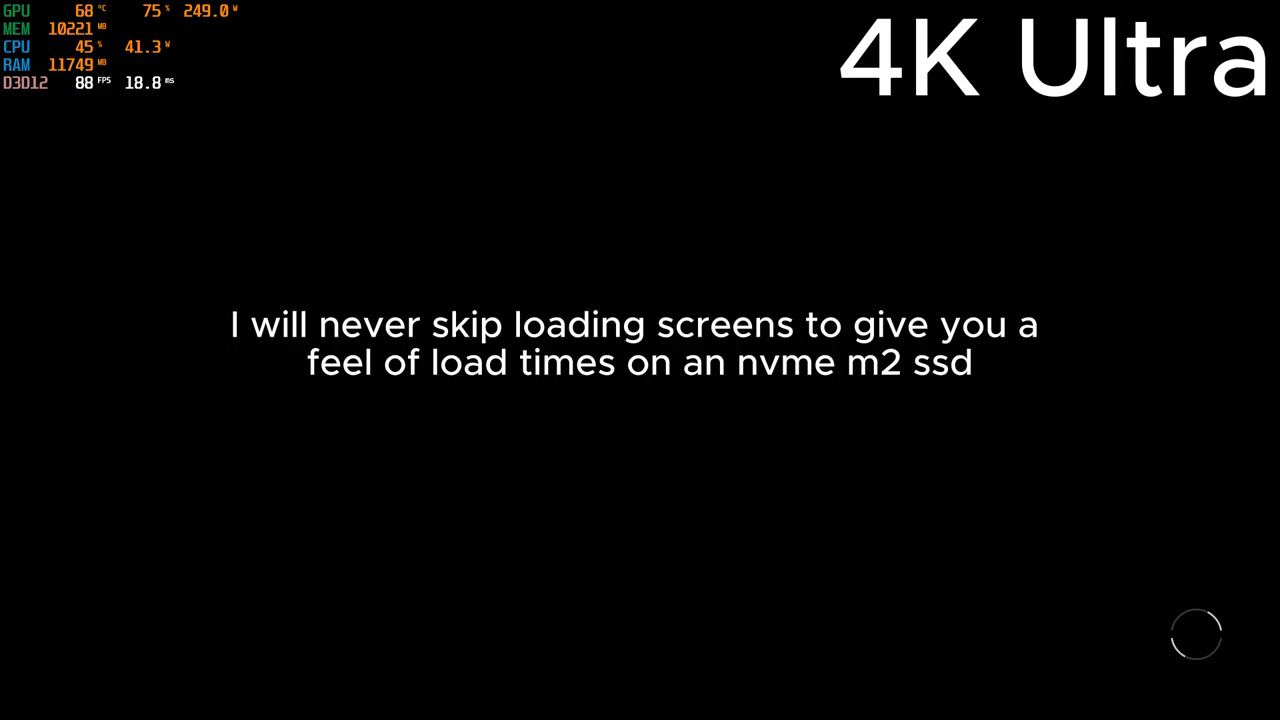 GPU 68 °C 75 % 249.0 W
MEM 10221 MB
CPU 45 % 41.3 W
RAM 11749 MB
D3D12 88 FPS 18.8 ms
4K Ultra
I will never skip loading screens to give you a
feel of load times on an nvme m2 ssd